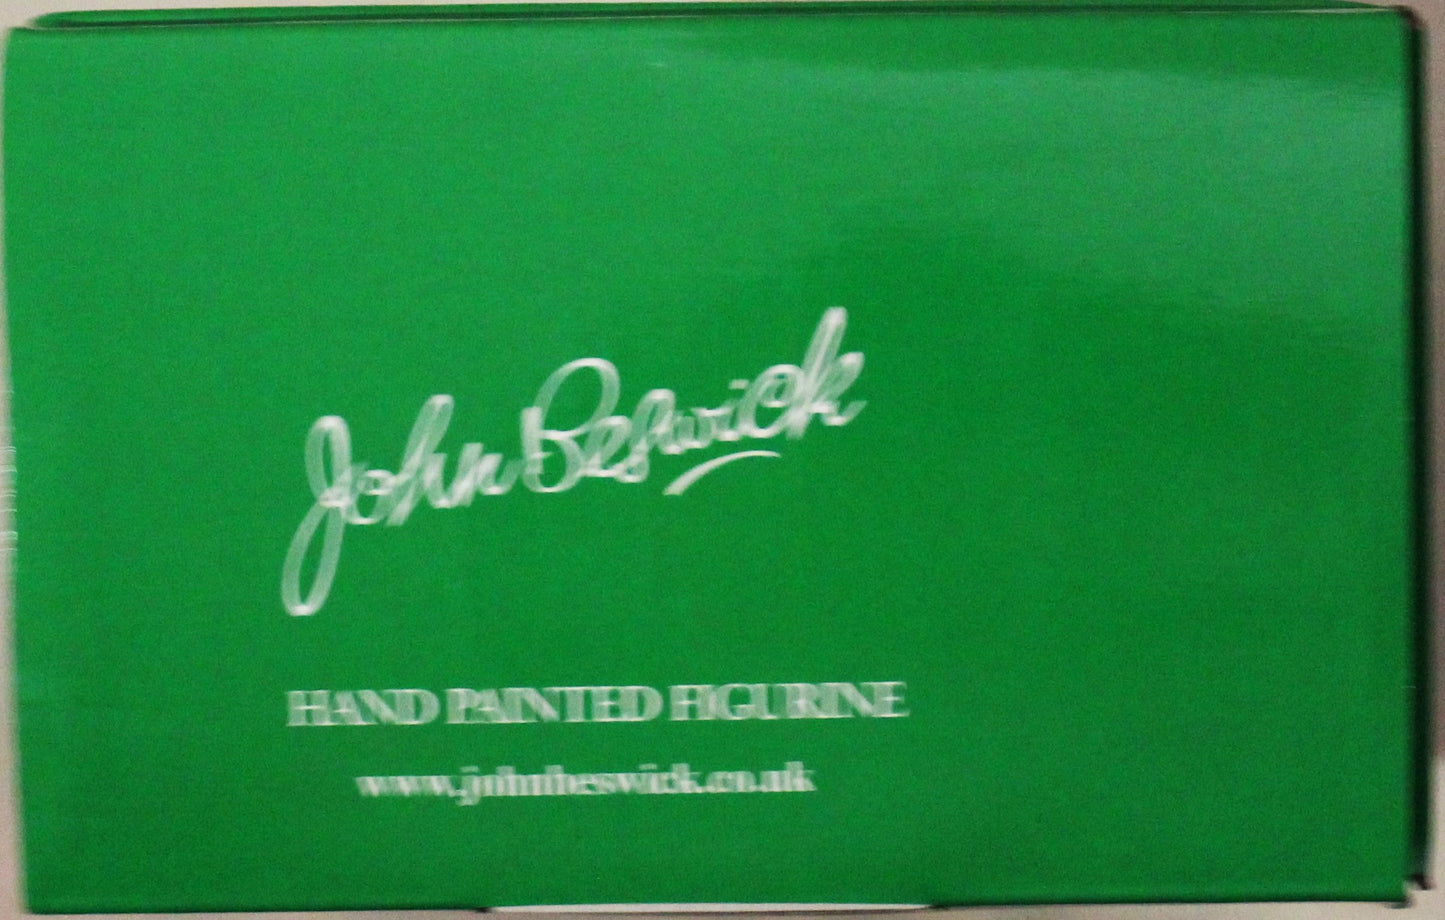 John Beswick
HAND PAINTED FIGURINE
www.johnbeswick.co.uk